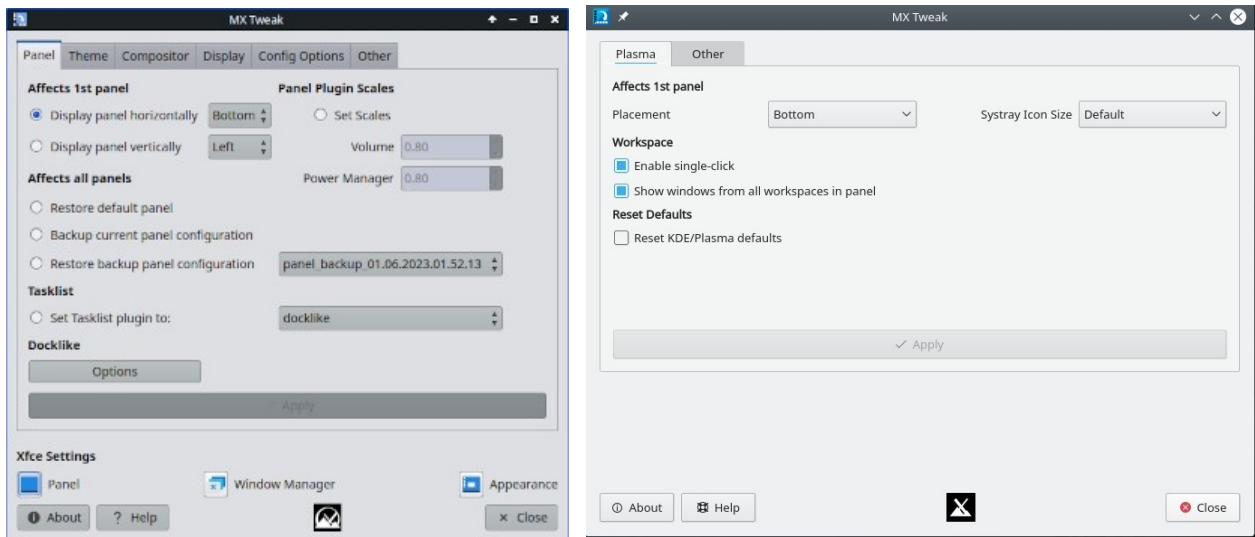 MX Tweak
Panel Theme Compositor Display Config Options Other
Affects 1st panel Panel Plugin Scales
Display panel horizontally Bottom Set Scales
Display panel vertically Left Volume 0.80
Affects all panels Power Manager 0.80
Restore default panel
Backup current panel configuration
Restore backup panel configuration panel_backup_01.06.2023.01.52.13
Tasklist
Set Tasklist plugin to: docklike
Docklike
Options
Apply
Xfce Settings
Panel Window Manager Appearance
About ? Help Close
MX Tweak
Plasma Other
Affects 1st panel
Placement Bottom Systray Icon Size Default
Workspace
Enable single-click
Show windows from all workspaces in panel
Reset Defaults
Reset KDE/Plasma defaults
Apply
About Help Close